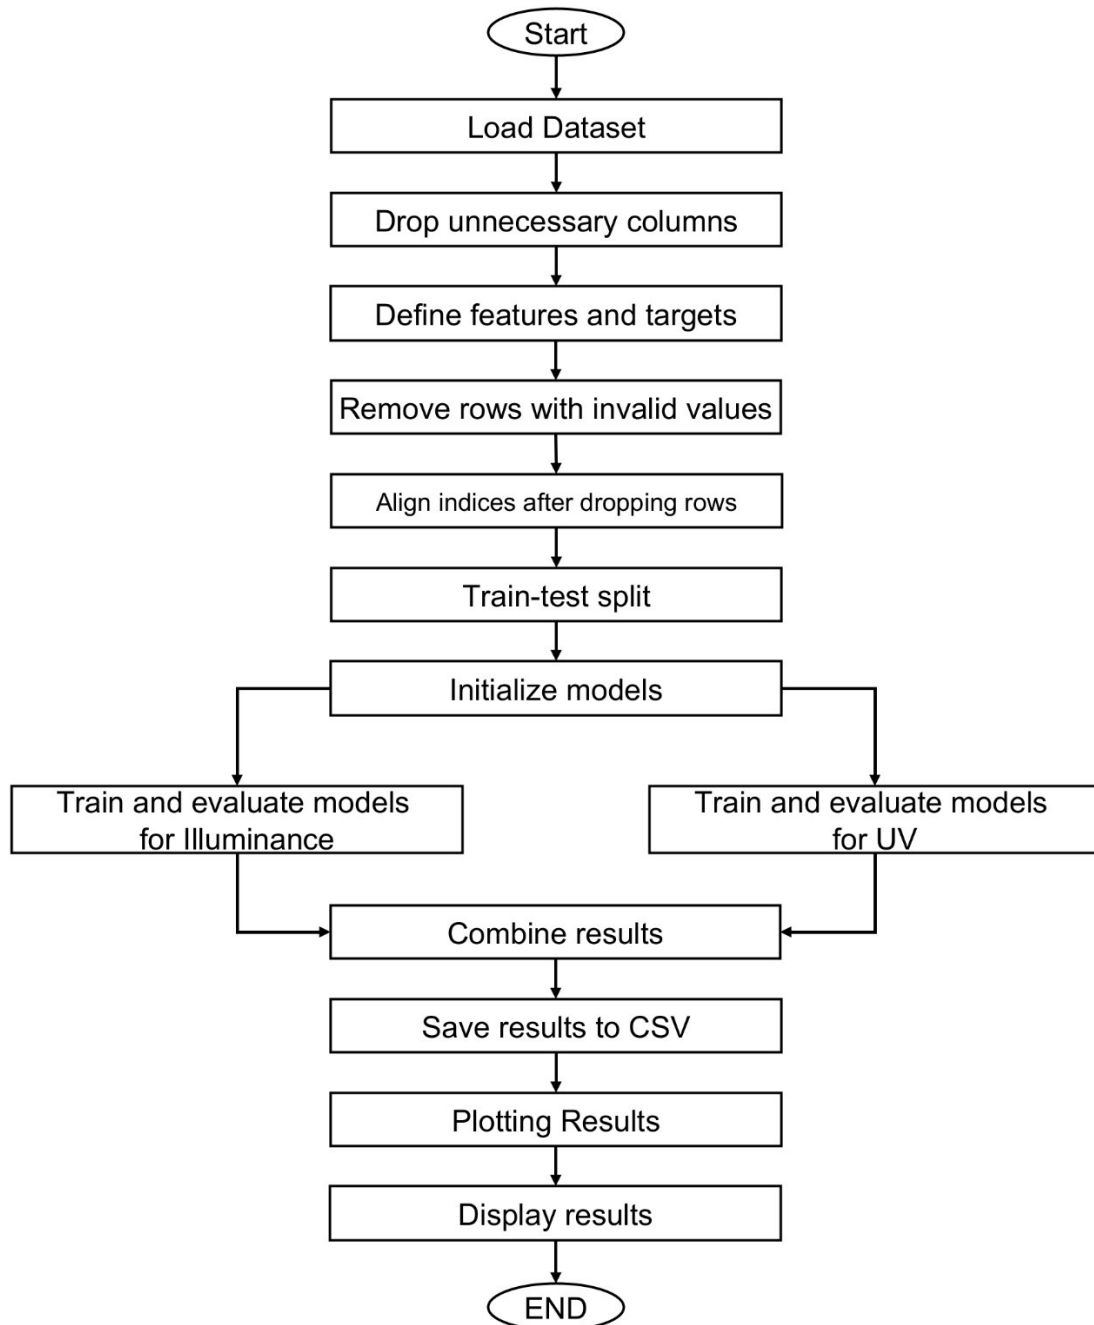 Start
Load Dataset
Drop unnecessary columns
Define features and targets
Remove rows with invalid values
Align indices after dropping rows
Train-test split
Initialize models
Train and evaluate models
for Illuminance
Train and evaluate models
for UV
Combine results
Save results to CSV
Plotting Results
Display results
END